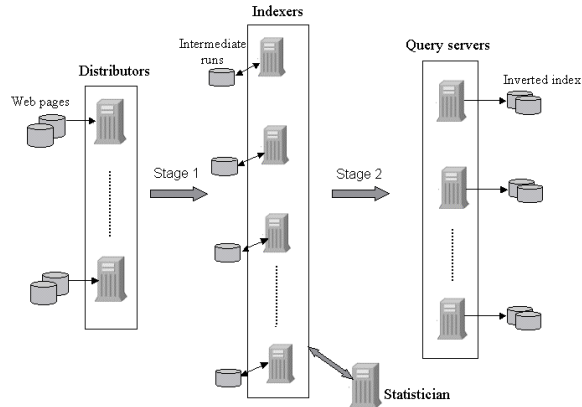 Indexers
Intermediate
runs
Query servers
Distributors
Inverted index
Web pages
Stage 1
Stage 2
Statistician